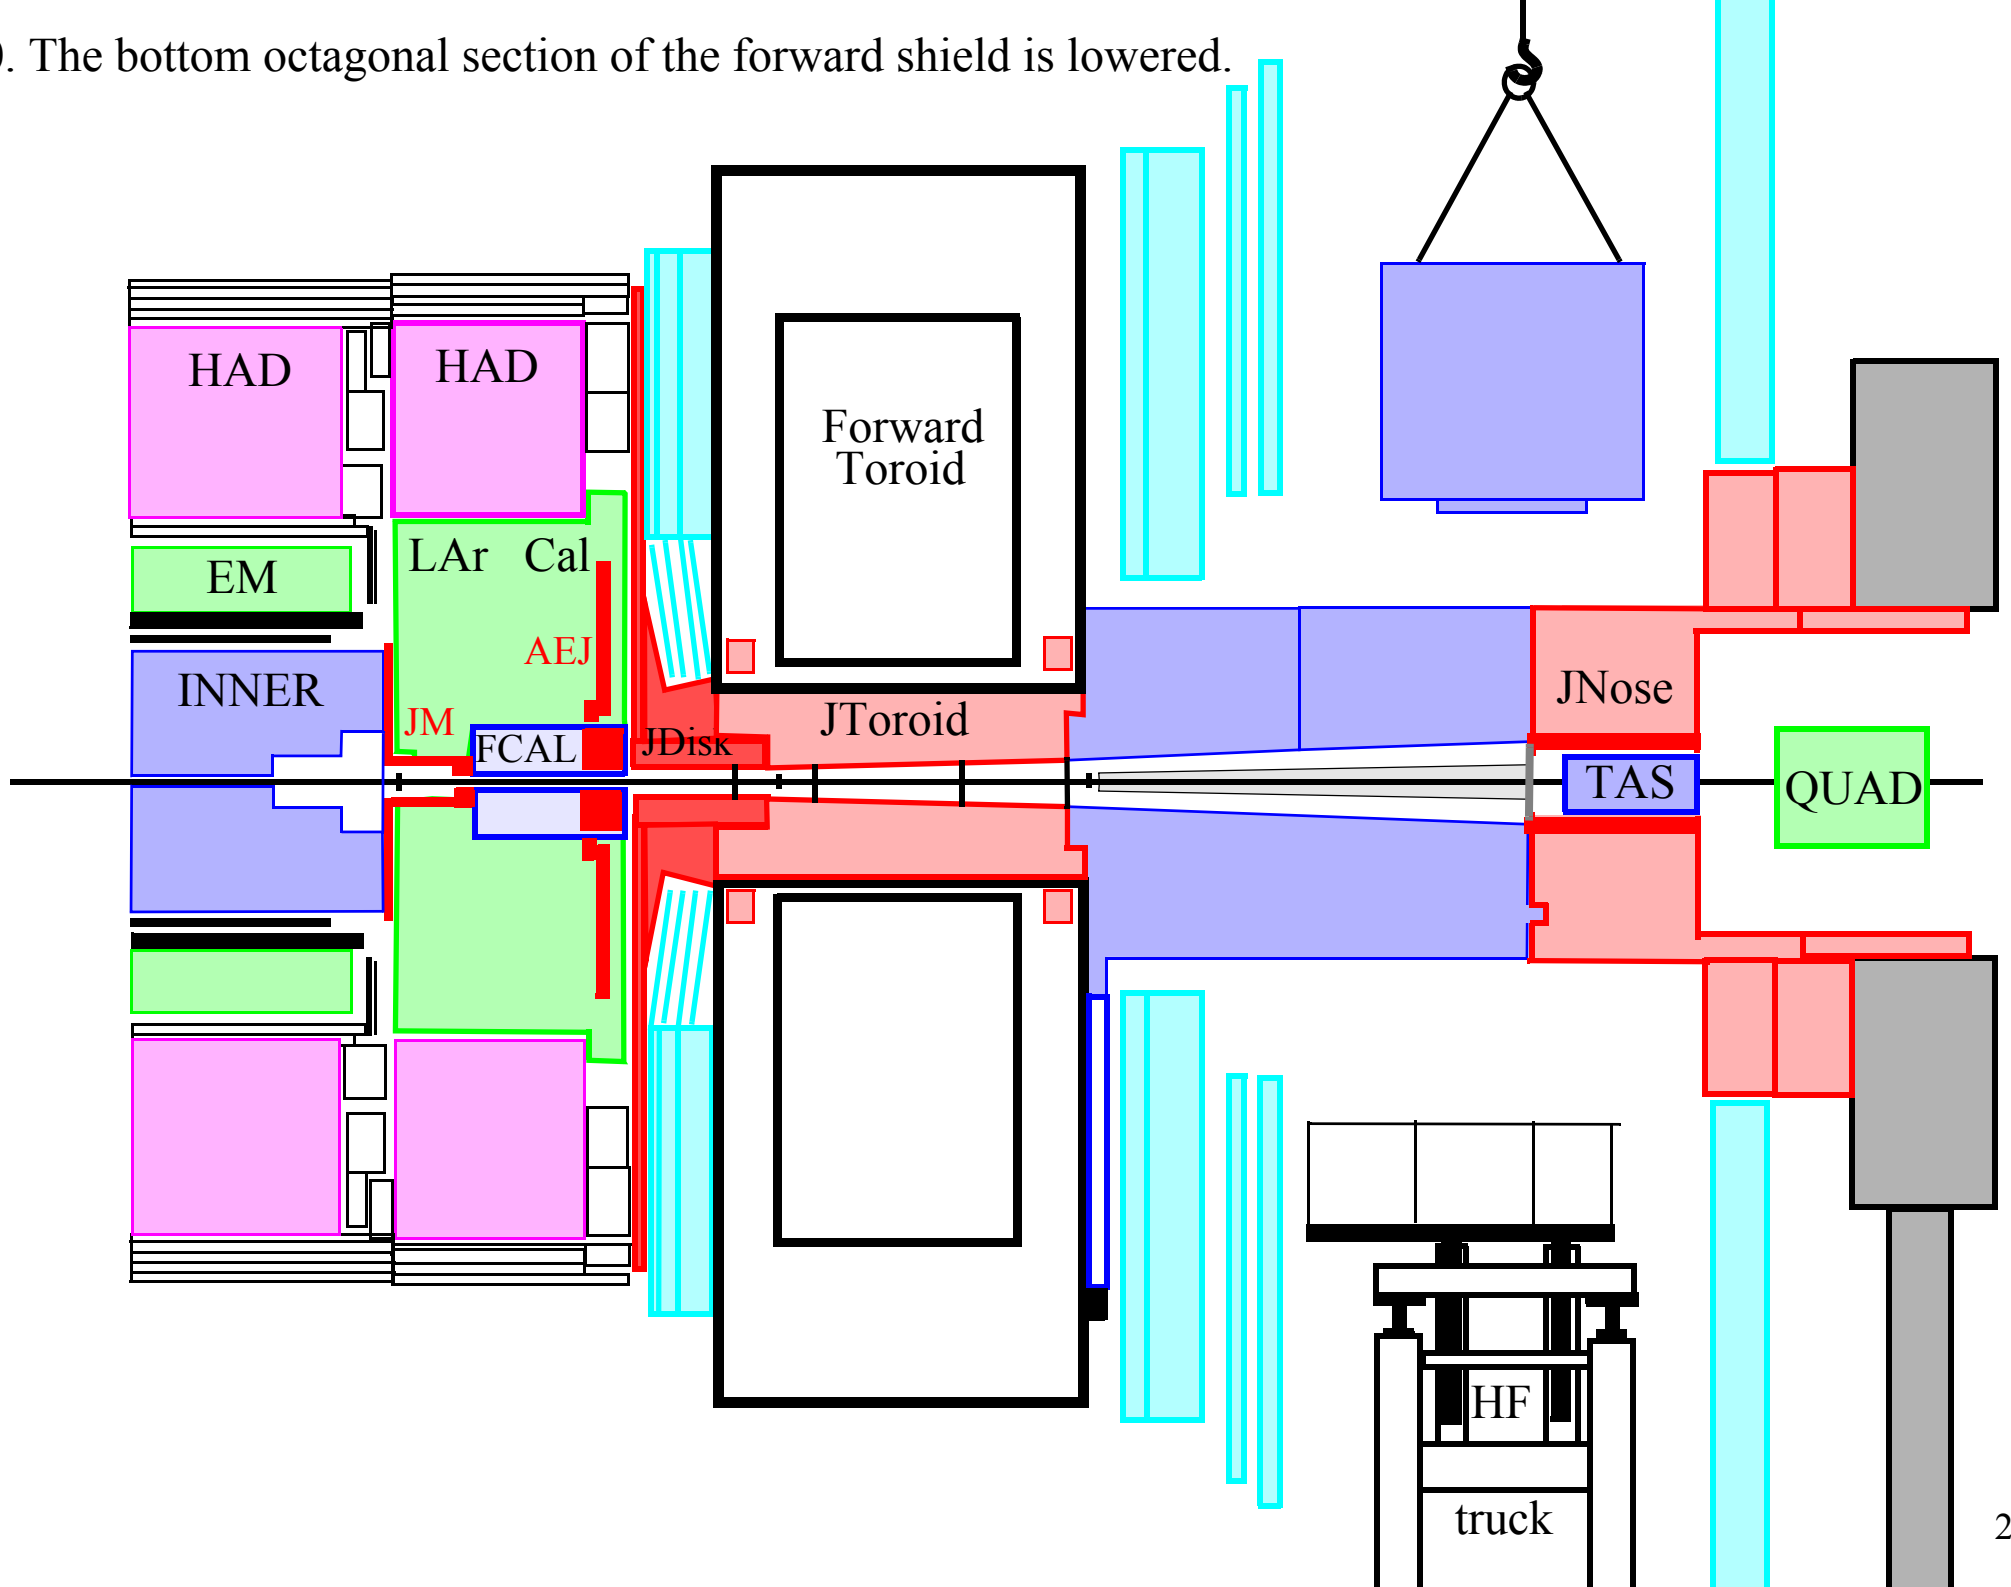 ). The bottom octagonal section of the forward shield is lowered.
HAD
HAD
Forward
Toroid
LAr Cal
EM
AEJ
INNER
JM
FCAL
JDisk
JToroid
JNose
TAS
QUAD
HF
truck
2